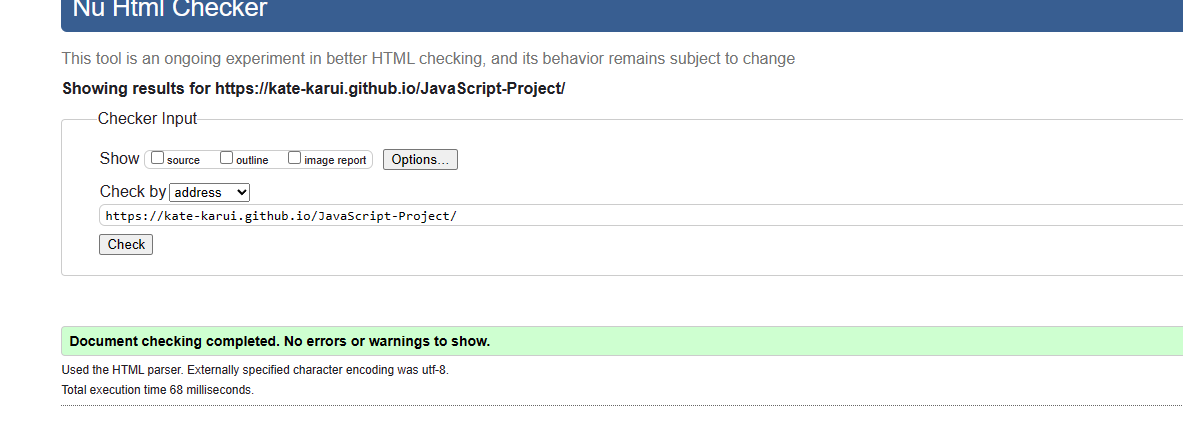 Nu Html Checker
This tool is an ongoing experiment in better HTML checking, and its behavior remains subject to change
Showing results for https://kate-karui.github.io/JavaScript-Project/
Checker Input
Show source outline image report Options...
Check by address
https://kate-karui.github.io/JavaScript-Project/
Check
Document checking completed. No errors or warnings to show.
Used the HTML parser. Externally specified character encoding was utf-8.
Total execution time 68 milliseconds.